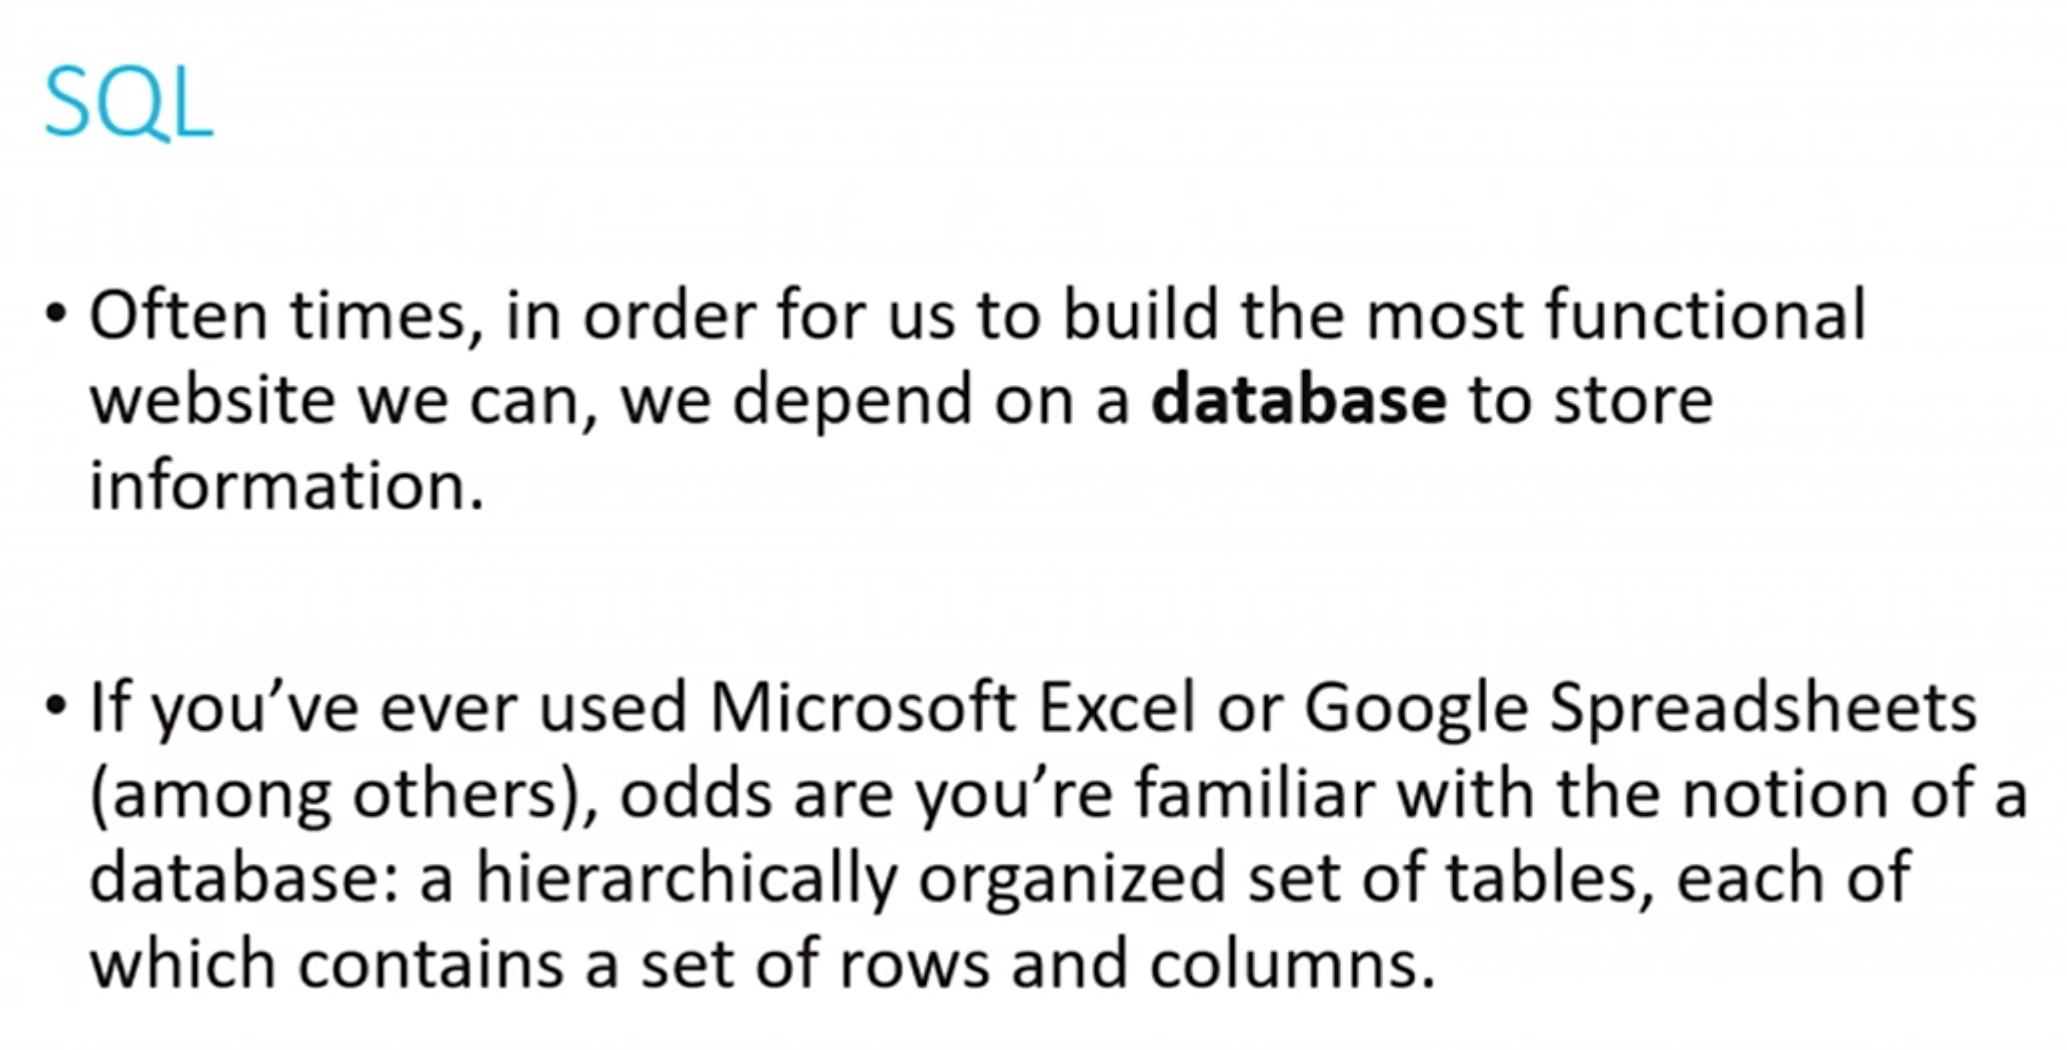 SQL
• Often times, in order for us to build the most functional
website we can, we depend on a database to store
information.
• If you’ve ever used Microsoft Excel or Google Spreadsheets
(among others), odds are you’re familiar with the notion of a
database: a hierarchically organized set of tables, each of
which contains a set of rows and columns.